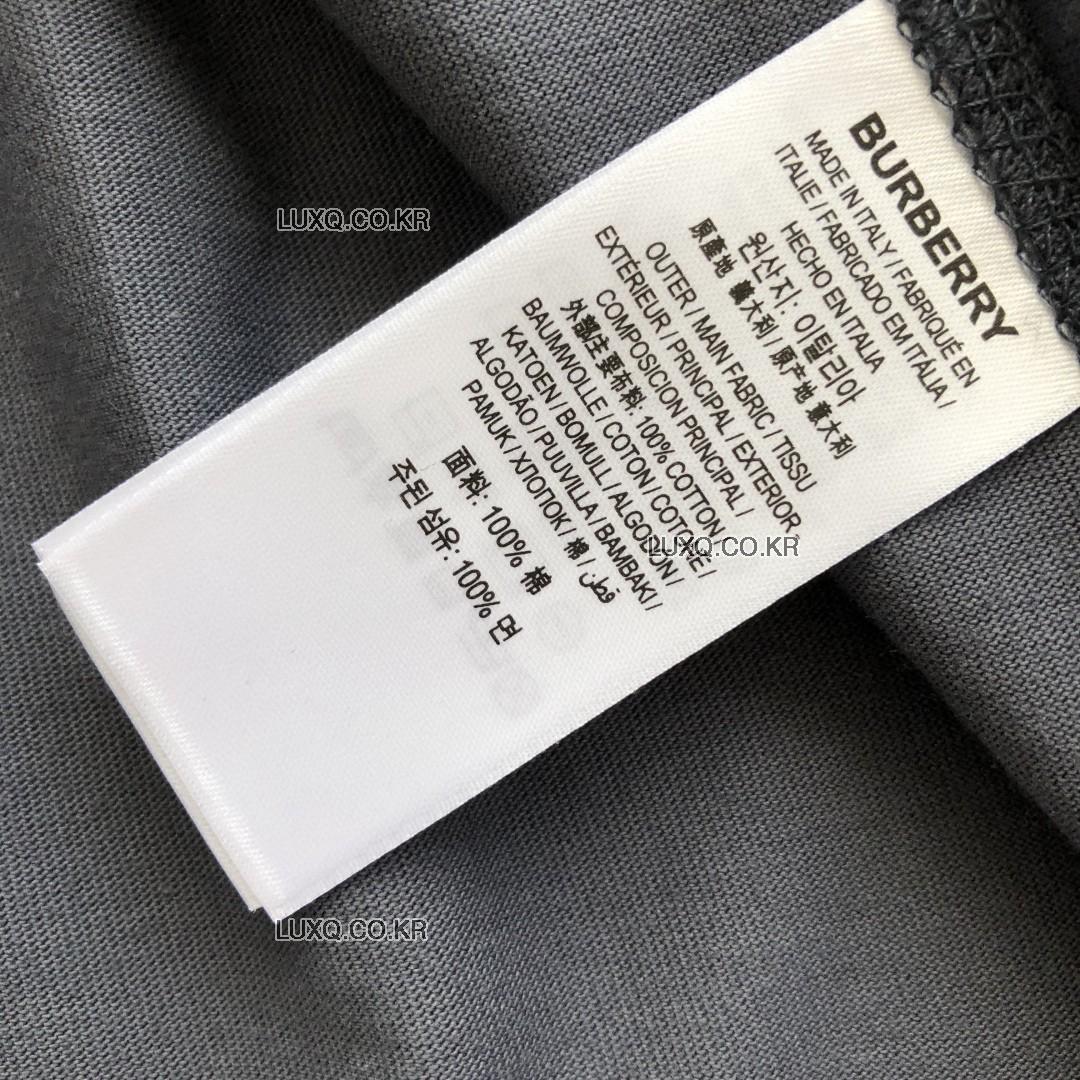 BURBERRY
MADE IN ITALY / FABRIQUÉ EN
ITALIE / FABRICADO EM ITÁLIA /
HECHO EN ITALIA
원산지: 이탈리아
原產地 義大利 / 原产地 意大利
OUTER / MAIN FABRIC / TISSU
EXTÉRIEUR / PRINCIPAL / EXTERIOR
COMPOSICION PRINCIPAL /
外部主要布料: 100% COTTON /
BAUMWOLLE / COTON / COTONE /
KATOEN / BOMULL / ALGODON /
ALGODÃO / PUUVILLA / BAMBAKI /
PAMUK / ХЛОПОК / 棉 / قطن
面料: 100% 棉
주된 섬유: 100% 면
LUXQ.CO.KR
LUXQ.CO.KR
LUXQ.CO.KR